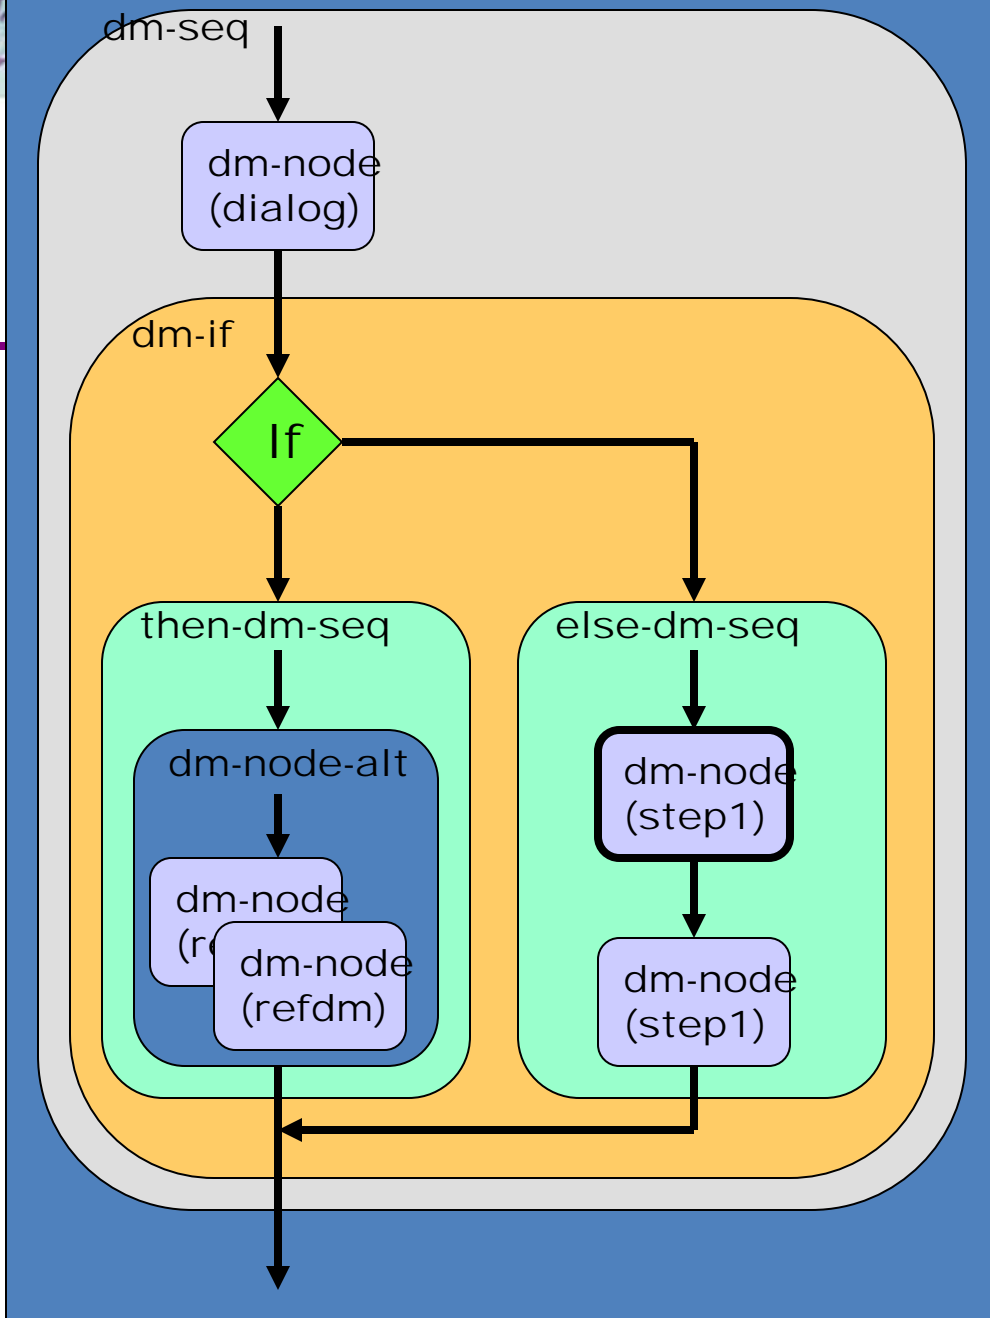 dm-seq
dm-node
(dialog)
dm-if
If
then-dm-seq
else-dm-seq
dm-node-alt
dm-node
(step1)
dm-node
dm-node
(refdm)
dm-node
(step1)